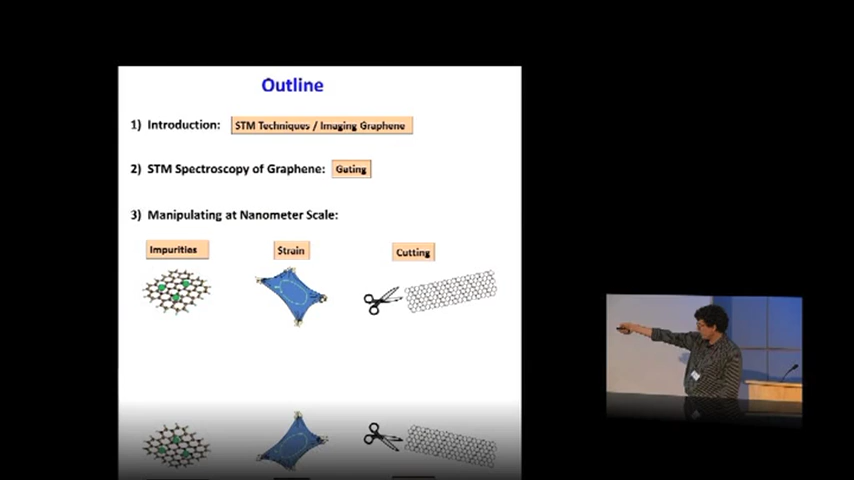 Outline
1) Introduction: STM Techniques / Imaging Graphene
2) STM Spectroscopy of Graphene: Gating
3) Manipulating at Nanometer Scale:
Impurities Strain Cutting